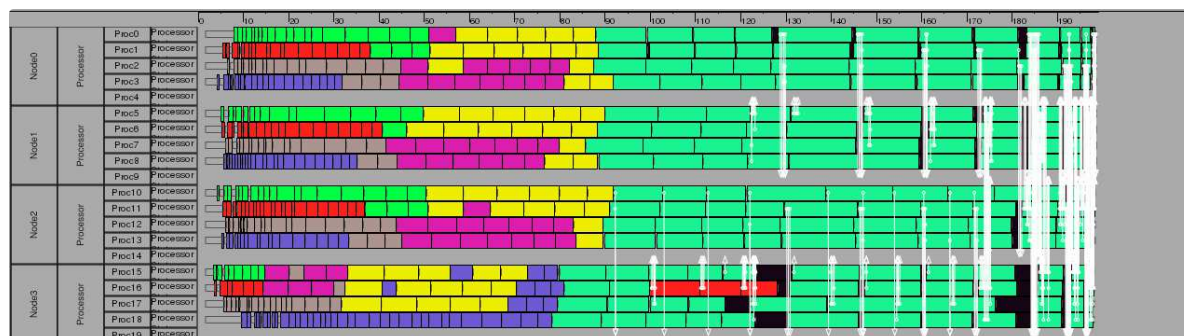 0 10 20 30 40 50 60 70 80 90 100 110 120 130 140 150 160 170 180 190
Node0 Processor Proc0 Processor
Proc1 Processor
Proc2 Processor
Proc3 Processor
Proc4 Processor
Node1 Processor Proc5 Processor
Proc6 Processor
Proc7 Processor
Proc8 Processor
Proc9 Processor
Node2 Processor Proc10 Processor
Proc11 Processor
Proc12 Processor
Proc13 Processor
Proc14 Processor
Node3 Processor Proc15 Processor
Proc16 Processor
Proc17 Processor
Proc18 Processor
Proc19 Processor